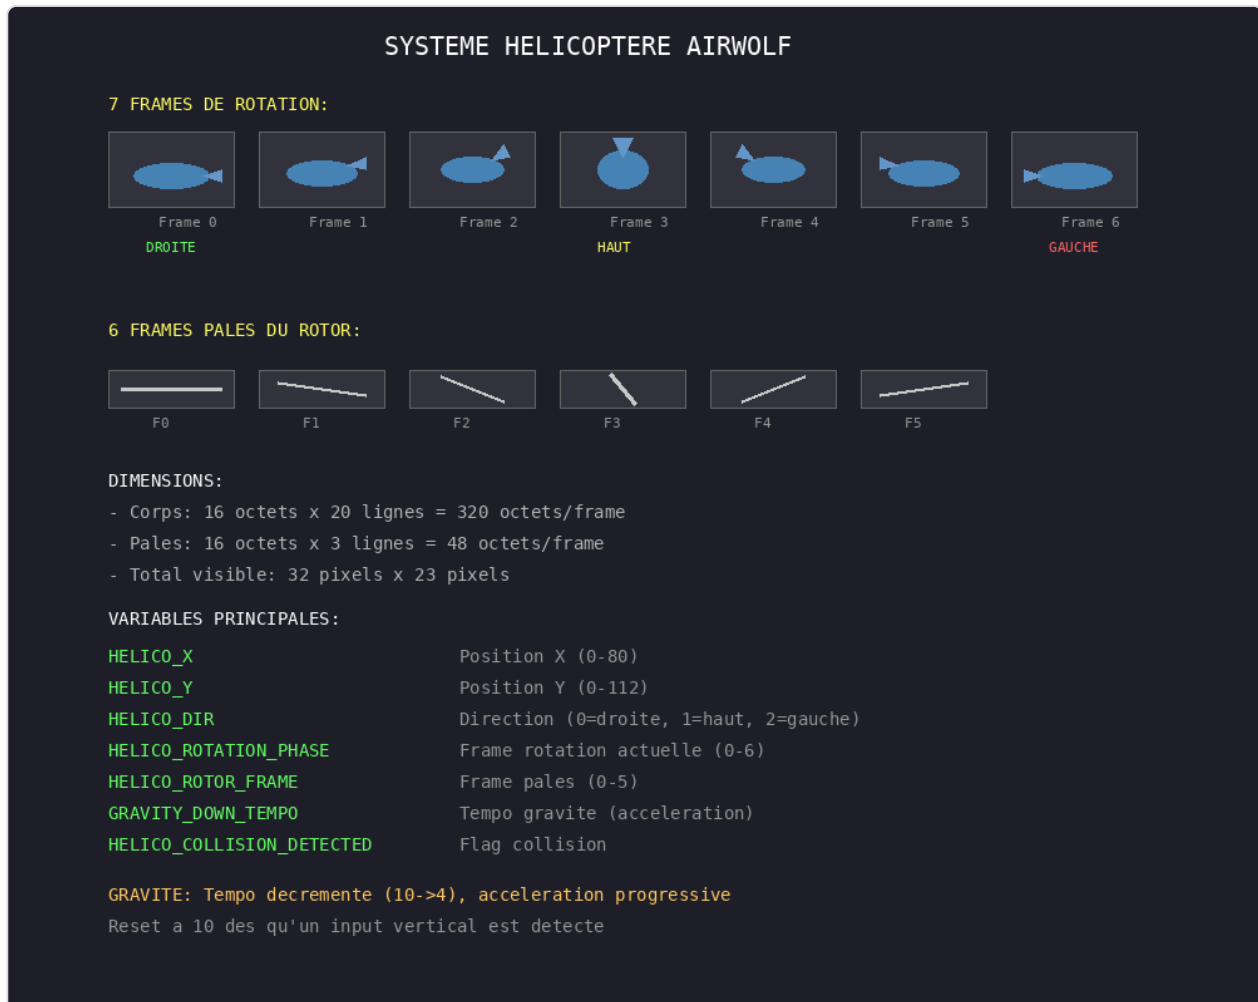 SYSTEME HELICOPTERE AIRWOLF
7 FRAMES DE ROTATION:
Frame 0 Frame 1 Frame 2 Frame 3 Frame 4 Frame 5 Frame 6
DROITE HAUT GAUCHE
6 FRAMES PALES DU ROTOR:
F0 F1 F2 F3 F4 F5
DIMENSIONS:
- Corps: 16 octets x 20 lignes = 320 octets/frame
- Pales: 16 octets x 3 lignes = 48 octets/frame
- Total visible: 32 pixels x 23 pixels
VARIABLES PRINCIPALES:
HELICO_X Position X (0-80)
HELICO_Y Position Y (0-112)
HELICO_DIR Direction (0=droite, 1=haut, 2=gauche)
HELICO_ROTATION_PHASE Frame rotation actuelle (0-6)
HELICO_ROTOR_FRAME Frame pales (0-5)
GRAVITY_DOWN_TEMPO Tempo gravite (acceleration)
HELICO_COLLISION_DETECTED Flag collision
GRAVITE: Tempo decremente (10->4), acceleration progressive
Reset a 10 des qu'un input vertical est detecte